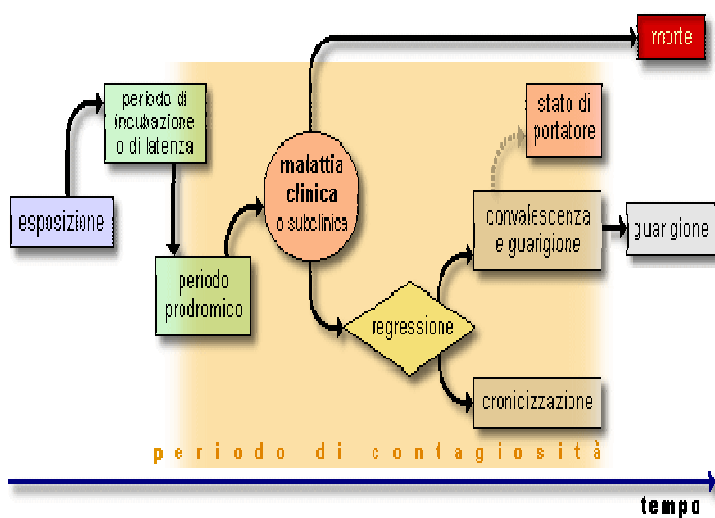 morte
periodo di
incubazione
o di latenza
stato di
portatore
malattia
clinica
o subclinica
esposizione
convalescenza
e guarigione
guarigione
periodo
prodromico
regressione
cronicizzazione
periodo di contagiosità
tempo